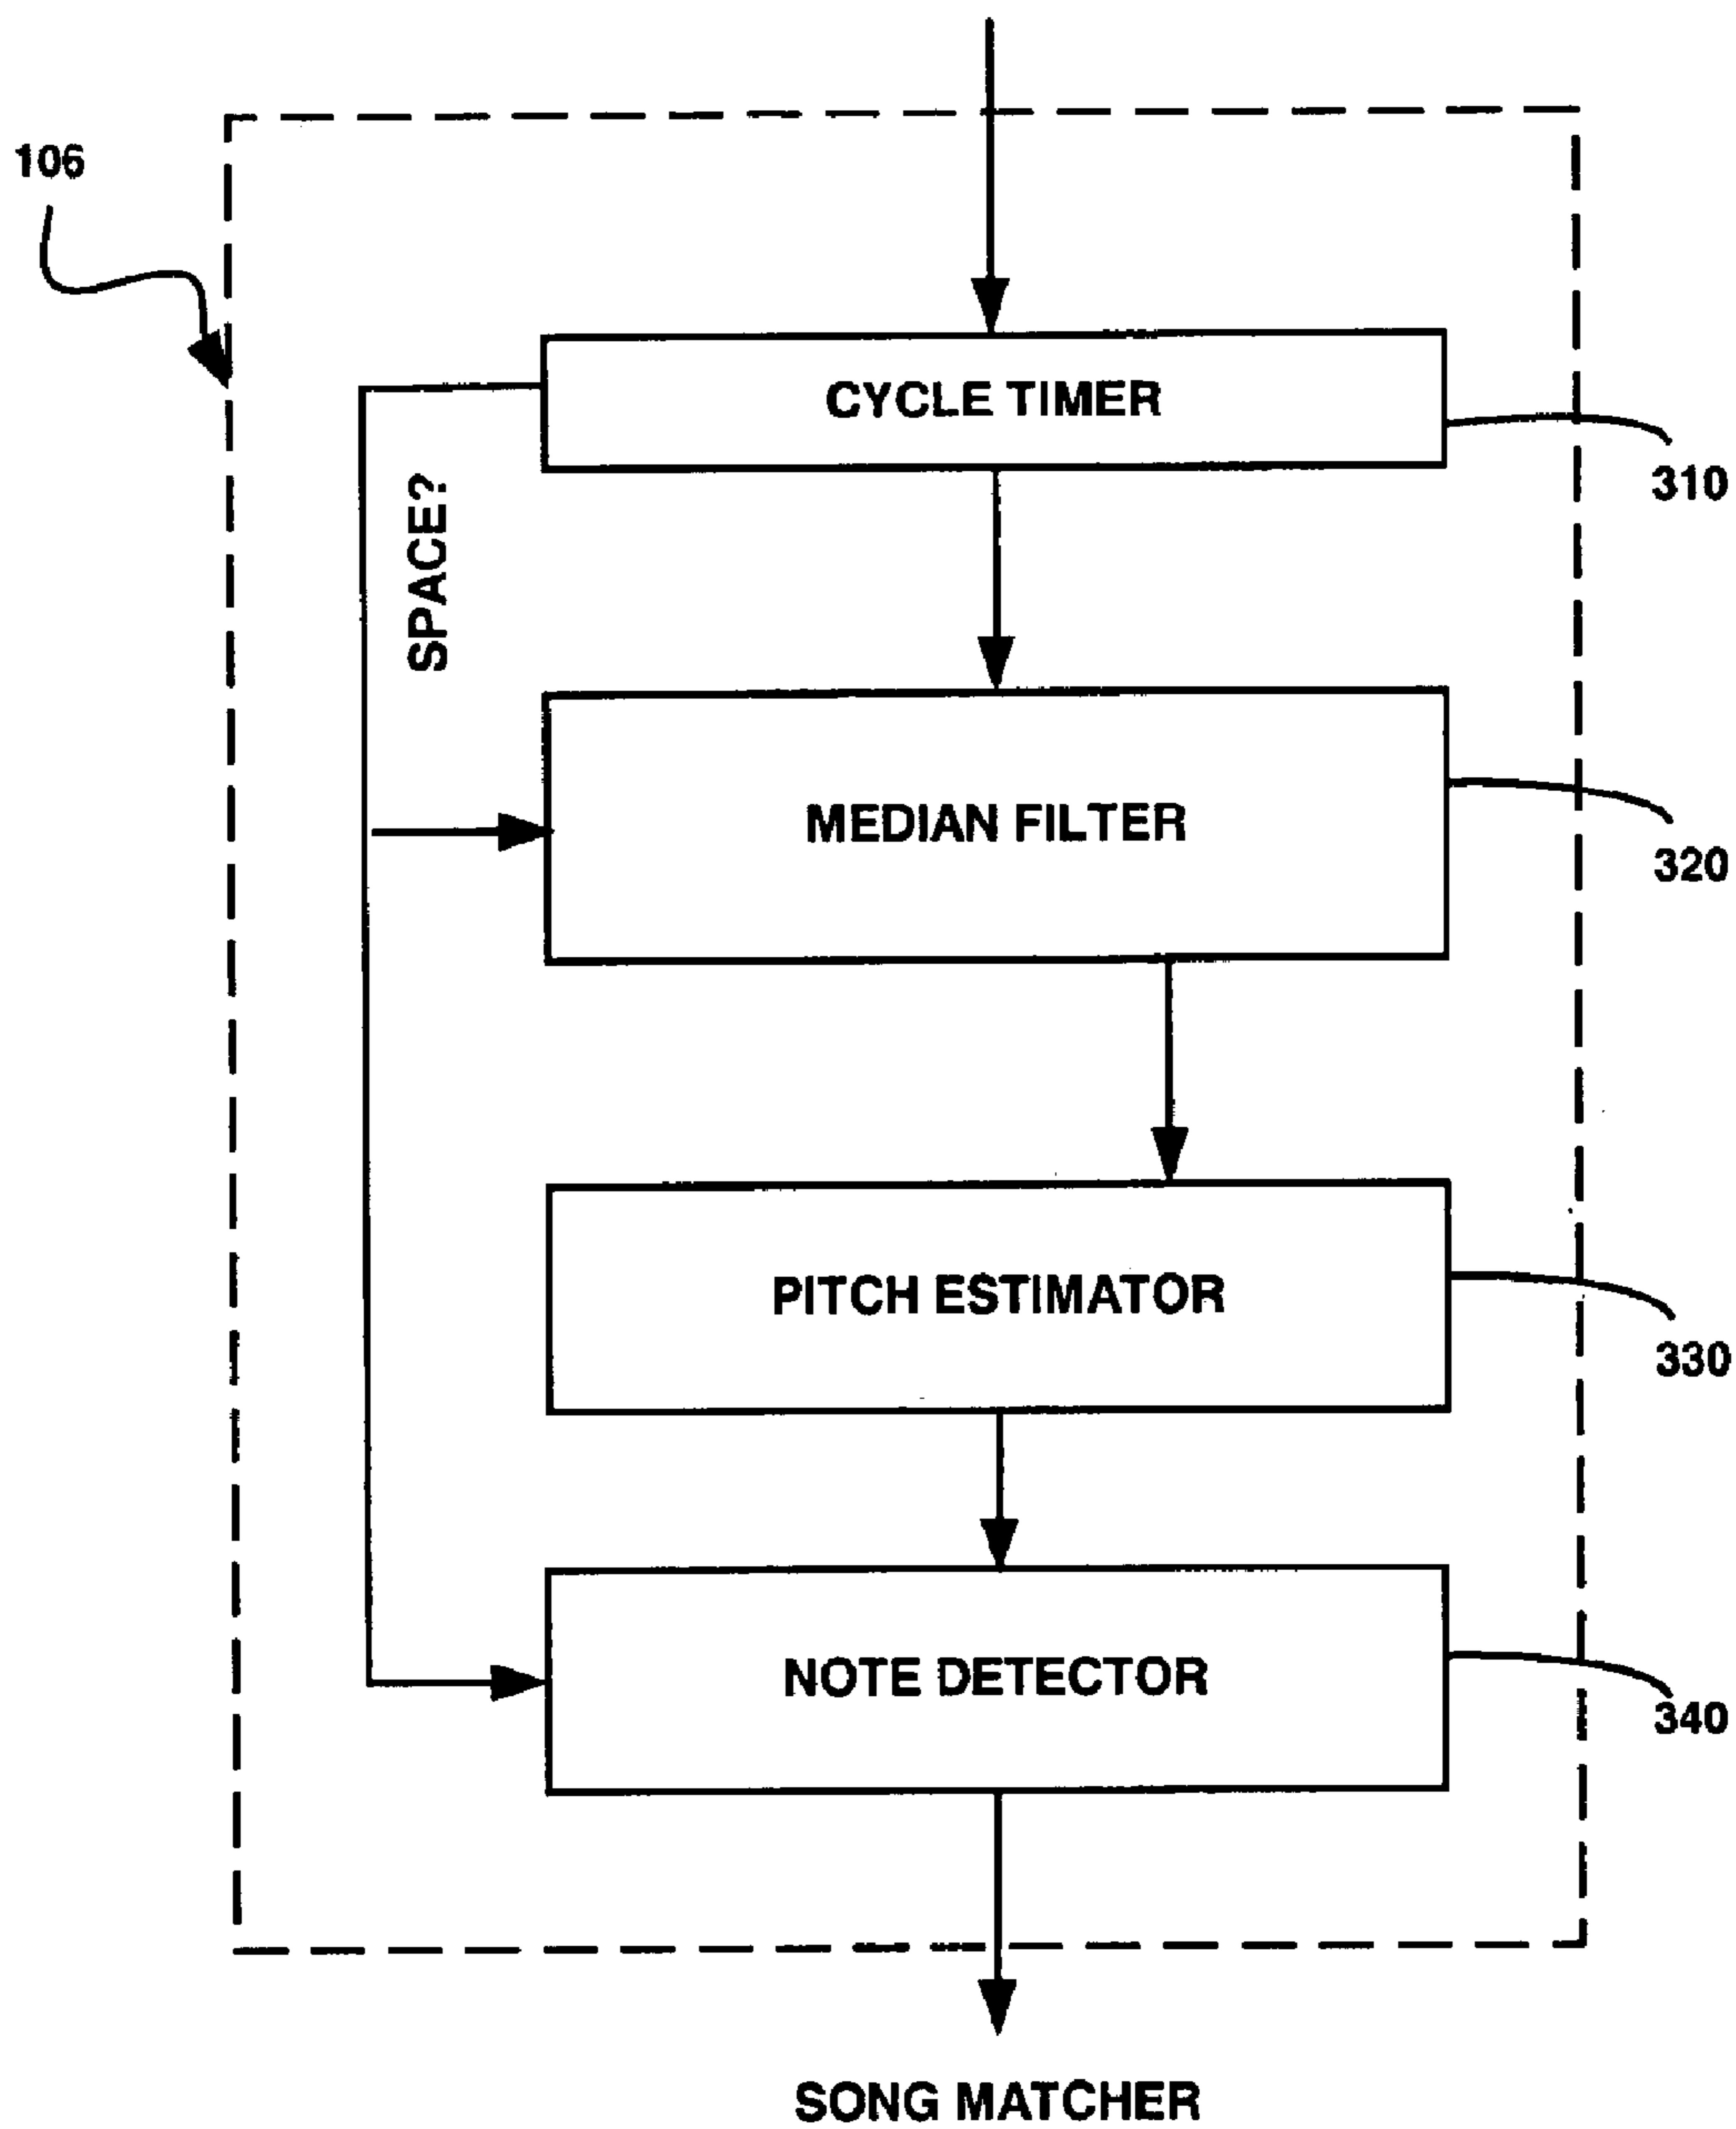 106
CYCLE TIMER
310
SPACE?
MEDIAN FILTER
320
PITCH ESTIMATOR
330
NOTE DETECTOR
340
SONG MATCHER